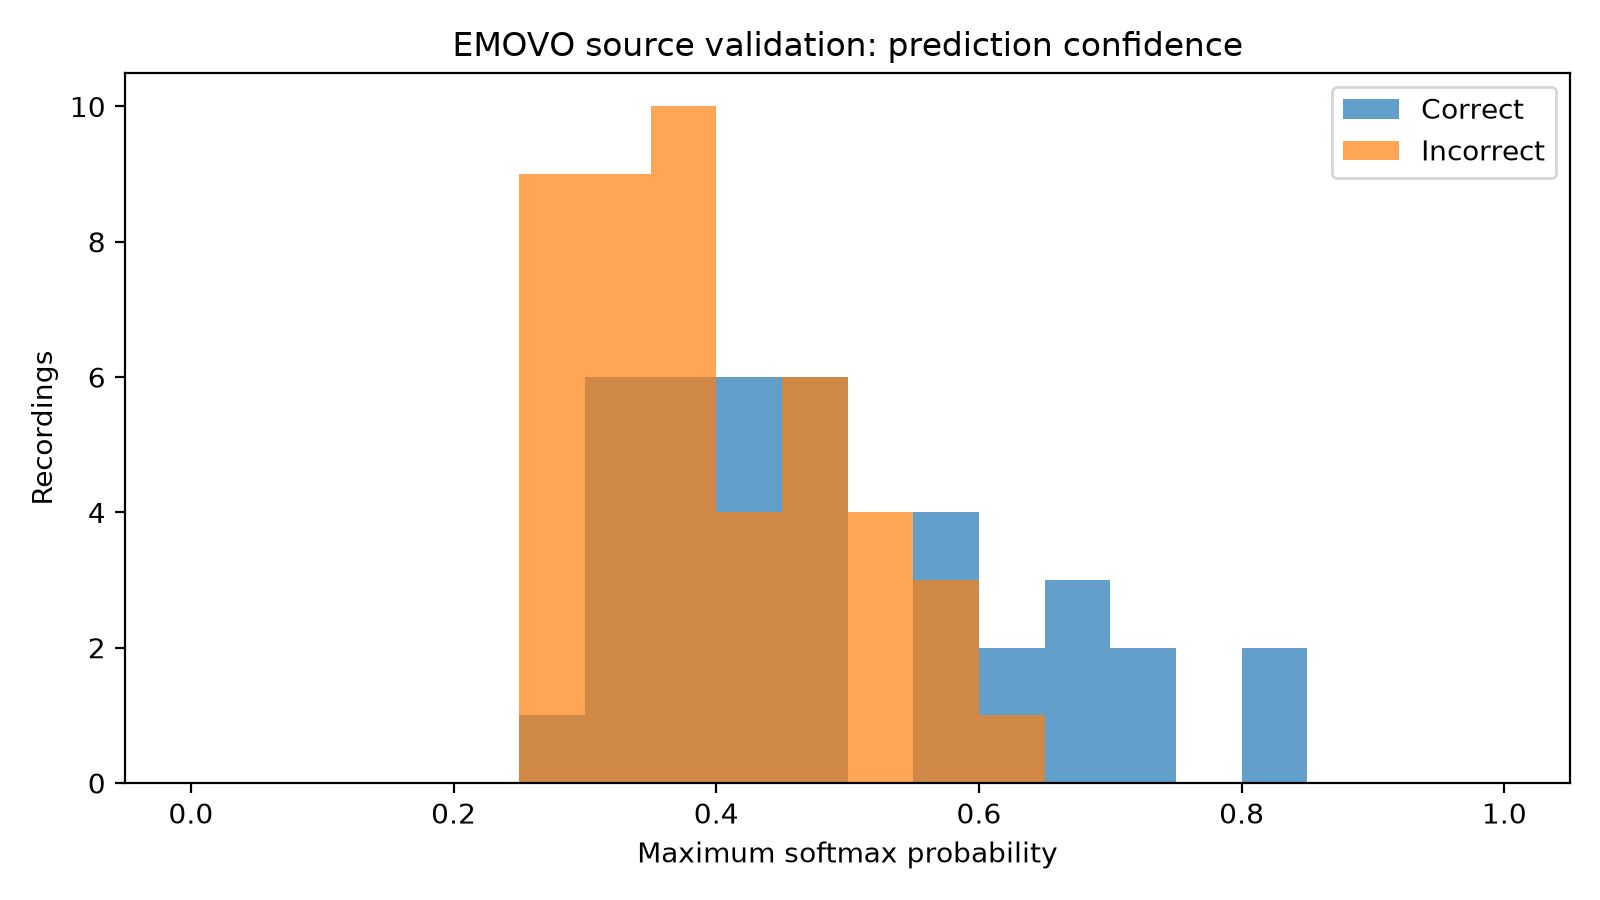 EMOVO source validation: prediction confidence
Correct
Incorrect
10
8
6
4
2
0
Recordings
0.0 0.2 0.4 0.6 0.8 1.0
Maximum softmax probability